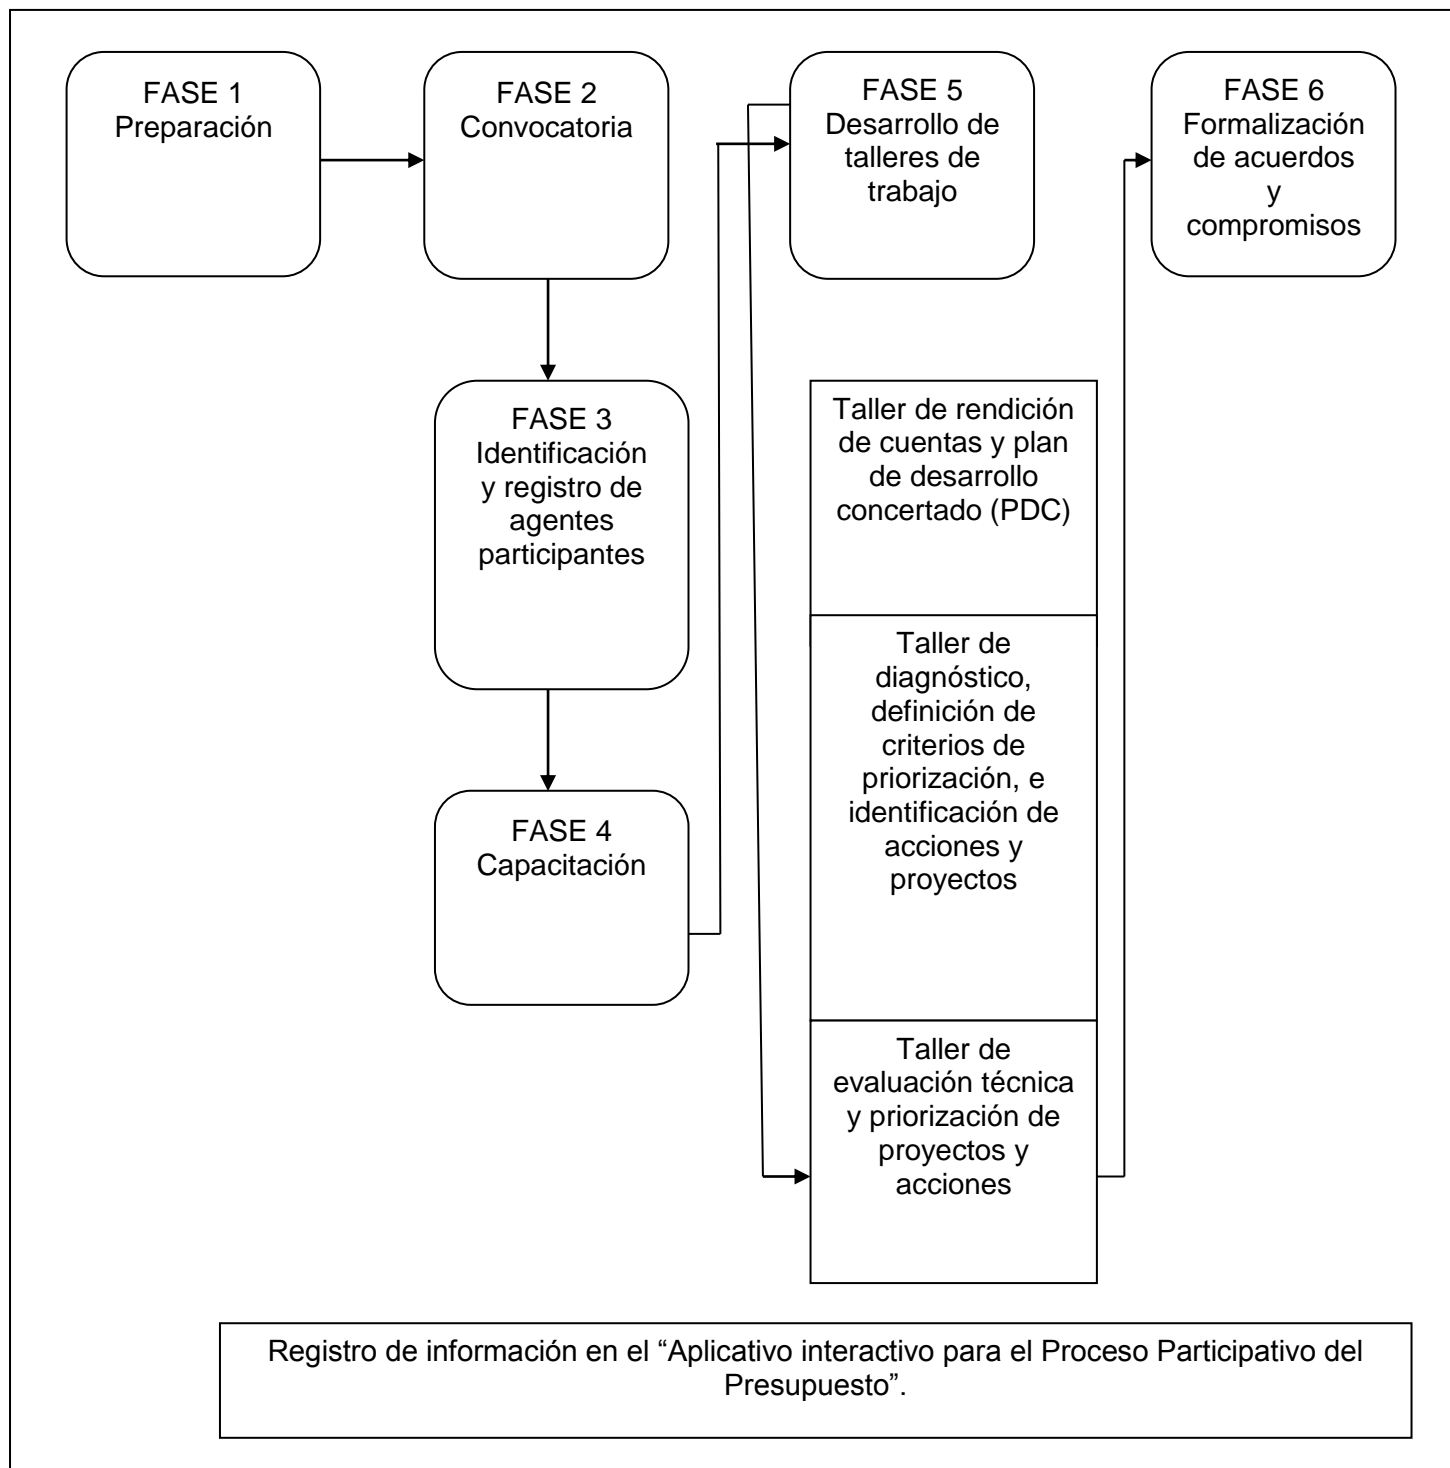 FASE 1
Preparación
FASE 2
Convocatoria
FASE 3
Identificación
y registro de
agentes
participantes
FASE 4
Capacitación
FASE 5
Desarrollo de
talleres de
trabajo
Taller de rendición
de cuentas y plan
de desarrollo
concertado (PDC)
Taller de
diagnóstico,
definición de
criterios de
priorización, e
identificación de
acciones y
proyectos
Taller de
evaluación técnica
y priorización de
proyectos y
acciones
FASE 6
Formalización
de acuerdos
y
compromisos
Registro de información en el “Aplicativo interactivo para el Proceso Participativo del
Presupuesto”.